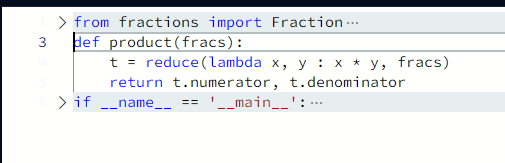 1 > from fractions import Fraction…
3 def product(fracs):
4 t = reduce(lambda x, y : x * y, fracs)
5 return t.numerator, t.denominator
6 > if __name__ == '__main__':…